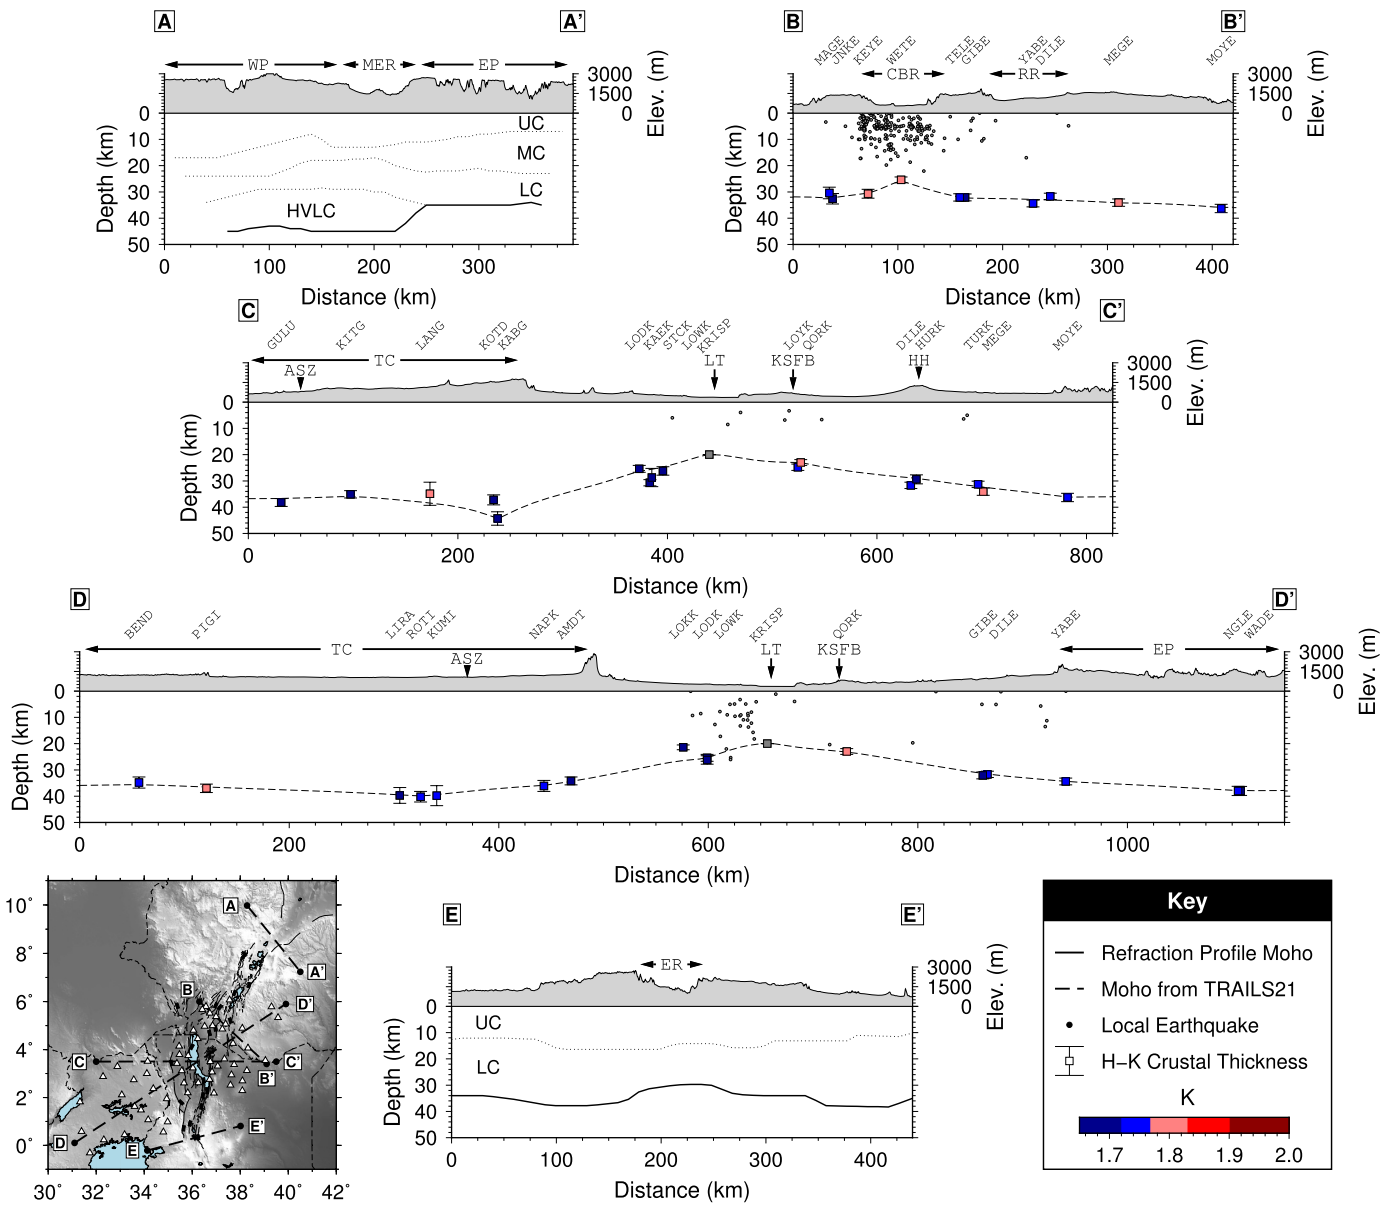 A A'
WP MER EP
3000
1500
0
Elev. (m)
0
10
20
30
40
50
Depth (km)
UC
MC
LC
HVLC
0 100 200 300
Distance (km)
B B'
MAGE JNKE KEYE WETE TELE GIBE YABE DILE MEGE MOYE
CBR RR
3000
1500
0
Elev. (m)
0
10
20
30
40
50
Depth (km)
0 100 200 300 400
Distance (km)
C C'
GULU KITG LANG KOTD KABG LODK KAEK STCK LOWK KRISP LOYK QORK DILE HURK TURK MEGE MOYE
TC LT KSFB HH
ASZ
3000
1500
0
Elev. (m)
0
10
20
30
40
50
Depth (km)
0 200 400 600 800
Distance (km)
D D'
BEND PIGI LIRA ROTI KUMI NAPK AMDT LOKK LODK LOWK KRISP QORK GIBE DILE YABE NGLE WADE
TC LT KSFB EP
ASZ
3000
1500
0
Elev. (m)
0
10
20
30
40
50
Depth (km)
0 200 400 600 800 1000
Distance (km)
10°
8°
6°
4°
2°
0°
A
A'
B
D'
C C'
B'
E'
D E
30° 32° 34° 36° 38° 40° 42°
E E'
ER
3000
1500
0
Elev. (m)
0
10
20
30
40
50
Depth (km)
UC
LC
0 100 200 300 400
Distance (km)
Key
Refraction Profile Moho
Moho from TRAILS21
Local Earthquake
H−K Crustal Thickness
K
1.7 1.8 1.9 2.0